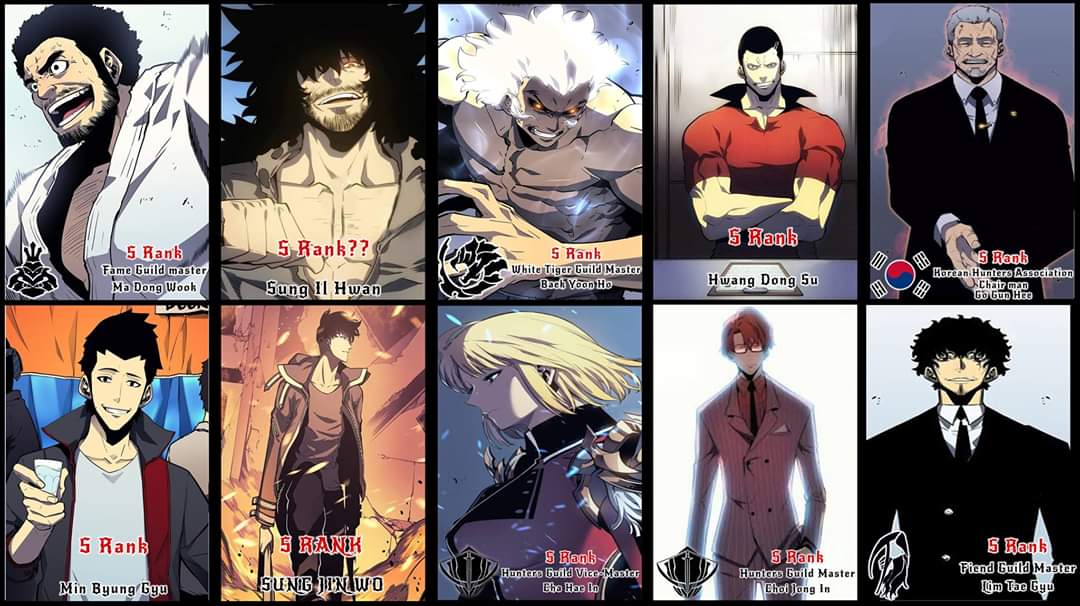 S Rank
Fame Guild master
Ma Dong Wook
S Rank??
Sung Il Hwan
S Rank
White Tiger Guild Master
Baek Yoon Ho
S Rank
Hwang Dong Su
S Rank
Korean Hunters Association
Chair man
Go Gun Hee
S Rank
Min Byung Gyu
S RANK
SUNG JIN WO
S Rank
Hunters Guild Vice-Master
Cha Hae In
S Rank
Hunters Guild Master
Choi Jong In
S Rank
Fiend Guild Master
Lim Tae Gyu